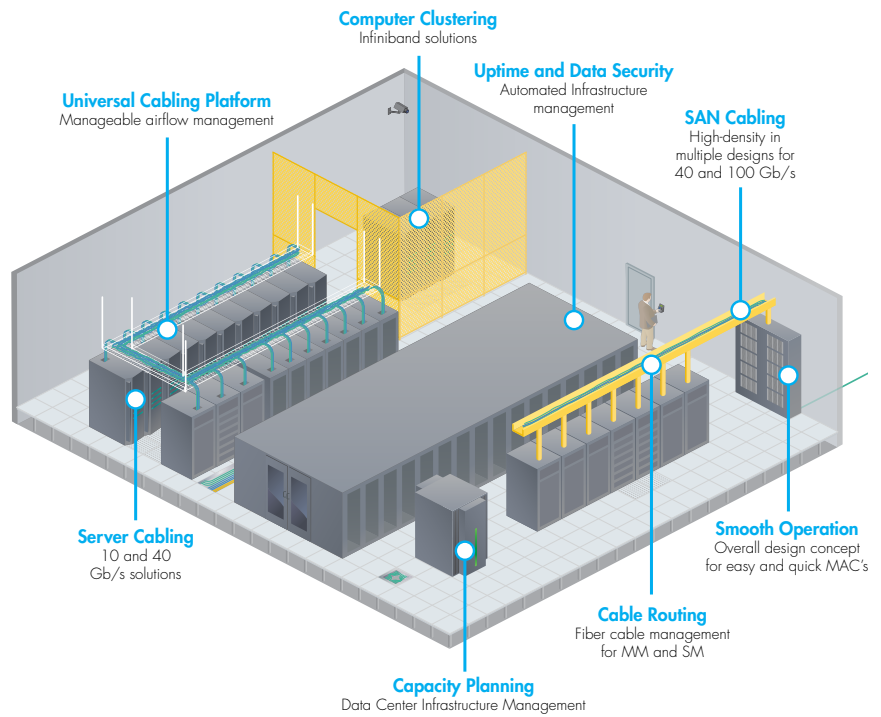 Computer Clustering
Infiniband solutions
Uptime and Data Security
Automated Infrastructure
management
Universal Cabling Platform
Manageable airflow management
SAN Cabling
High-density in
multiple designs for
40 and 100 Gb/s
Server Cabling
10 and 40
Gb/s solutions
Smooth Operation
Overall design concept
for easy and quick MAC's
Cable Routing
Fiber cable management
for MM and SM
Capacity Planning
Data Center Infrastructure Management